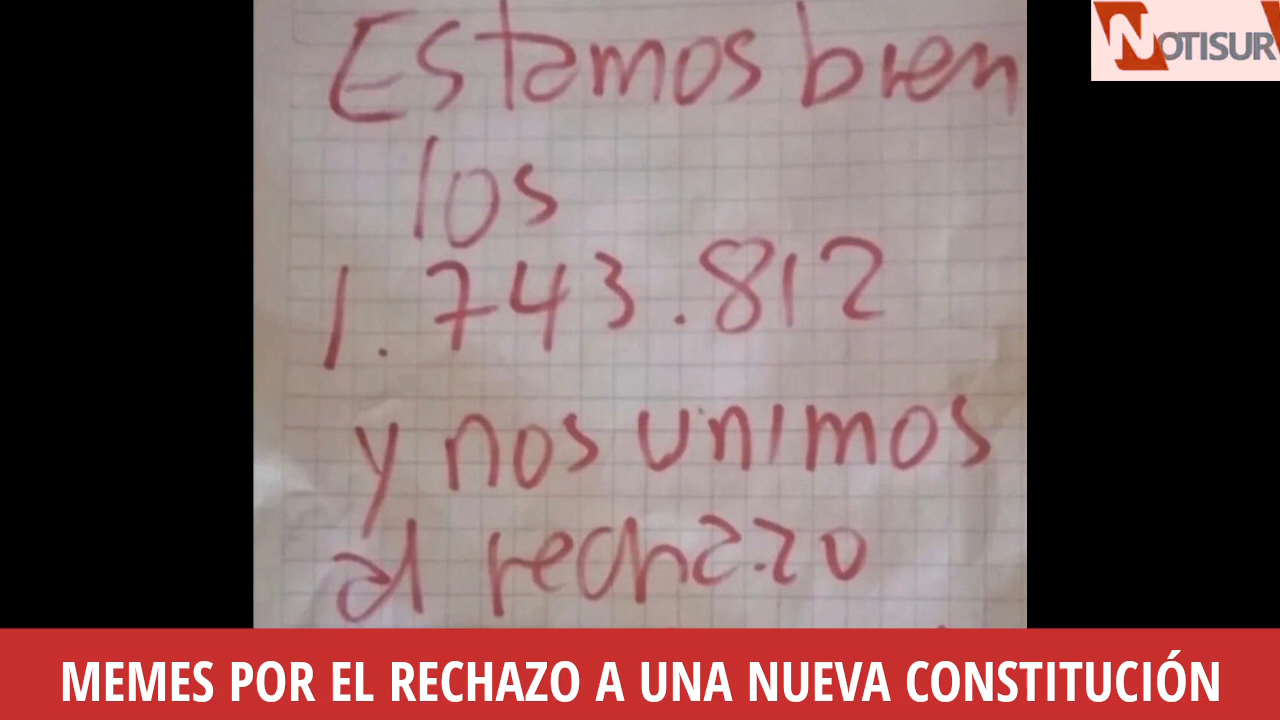 NOTISUR
Estamos bien
los
1.743.812
y nos unimos
al rechazo
MEMES POR EL RECHAZO A UNA NUEVA CONSTITUCIÓN